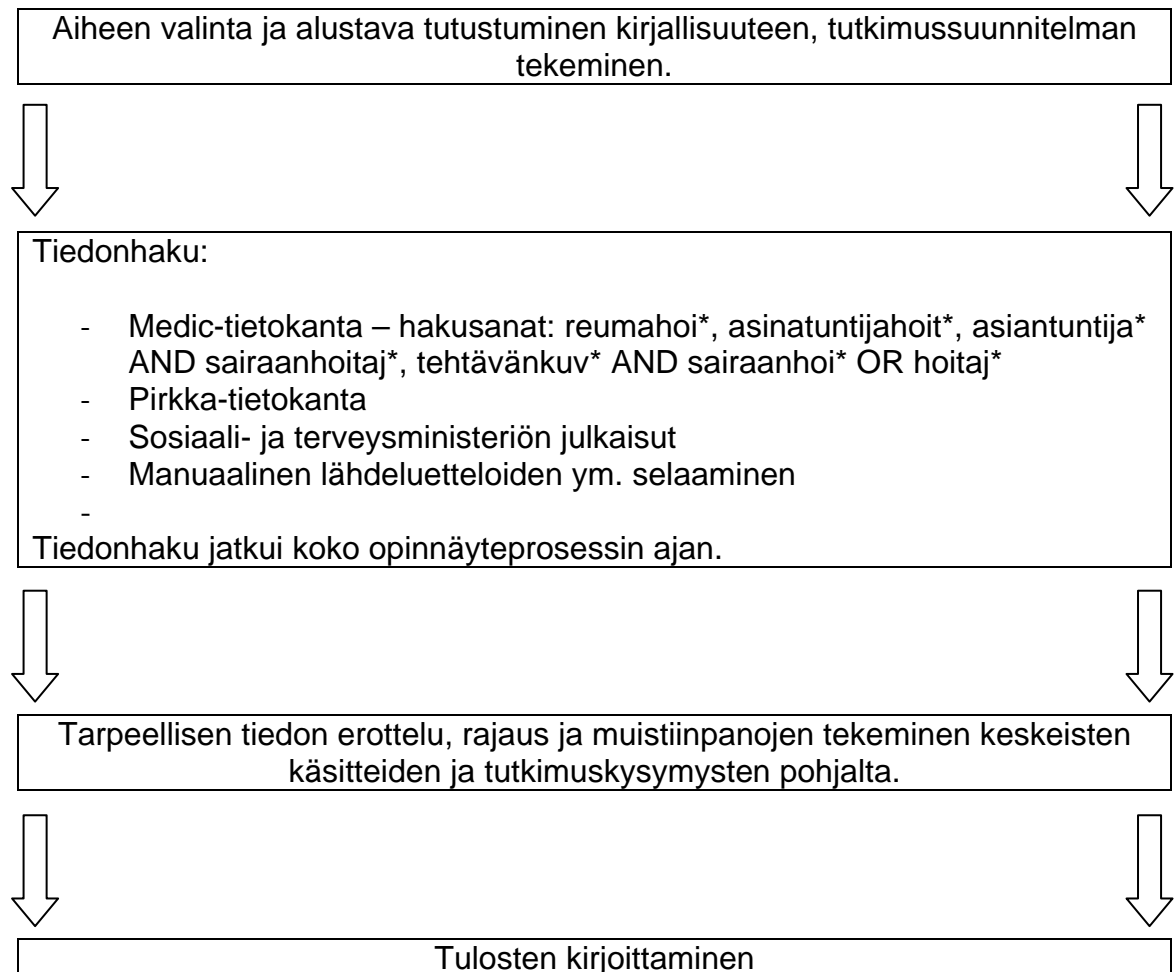 Aiheen valinta ja alustava tutustuminen kirjallisuuteen, tutkimussuunnitelman
tekeminen.
Tiedonhaku:
- Medic-tietokanta – hakusanat: reumahoi*, asinatuntijahoit*, asiantuntija*
AND sairaanhoitaj*, tehtävänkuv* AND sairaanhoi* OR hoitaj*
- Pirkka-tietokanta
- Sosiaali- ja terveysministeriön julkaisut
- Manuaalinen lähdeluetteloiden ym. selaaminen
-
Tiedonhaku jatkui koko opinnäyteprosessin ajan.
Tarpeellisen tiedon erottelu, rajaus ja muistiinpanojen tekeminen keskeisten
käsitteiden ja tutkimuskysymysten pohjalta.
Tulosten kirjoittaminen